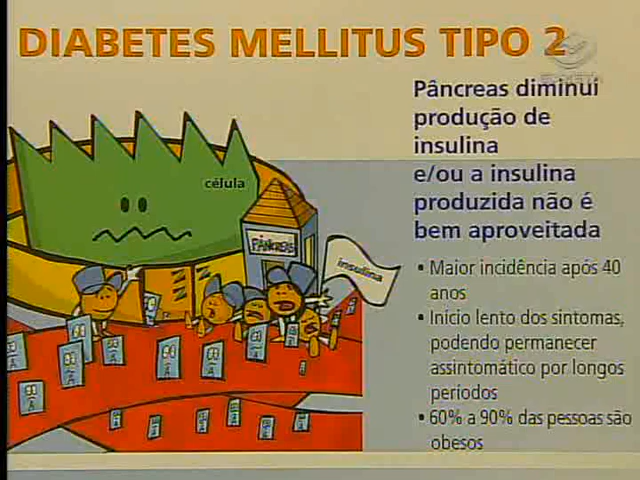 DIABETES MELLITUS TIPO 2
Pâncreas diminui
produção de
insulina
e/ou a insulina
produzida não é
bem aproveitada
célula
PÂNCREAS
insulina
• Maior incidência após 40
anos
• Início lento dos sintomas,
podendo permanecer
assintomático por longos
períodos
• 60% a 90% das pessoas são
obesos